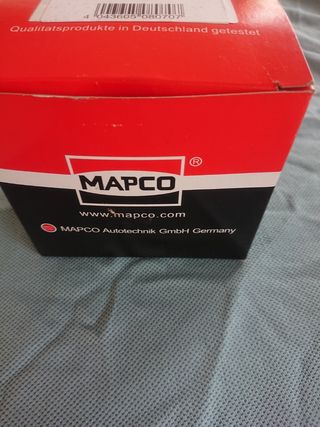 4 043605 080707
Qualitätsprodukte in Deutschland getestet
MAPCO ®
www.mapco.com
MAPCO Autotechnik GmbH Germany